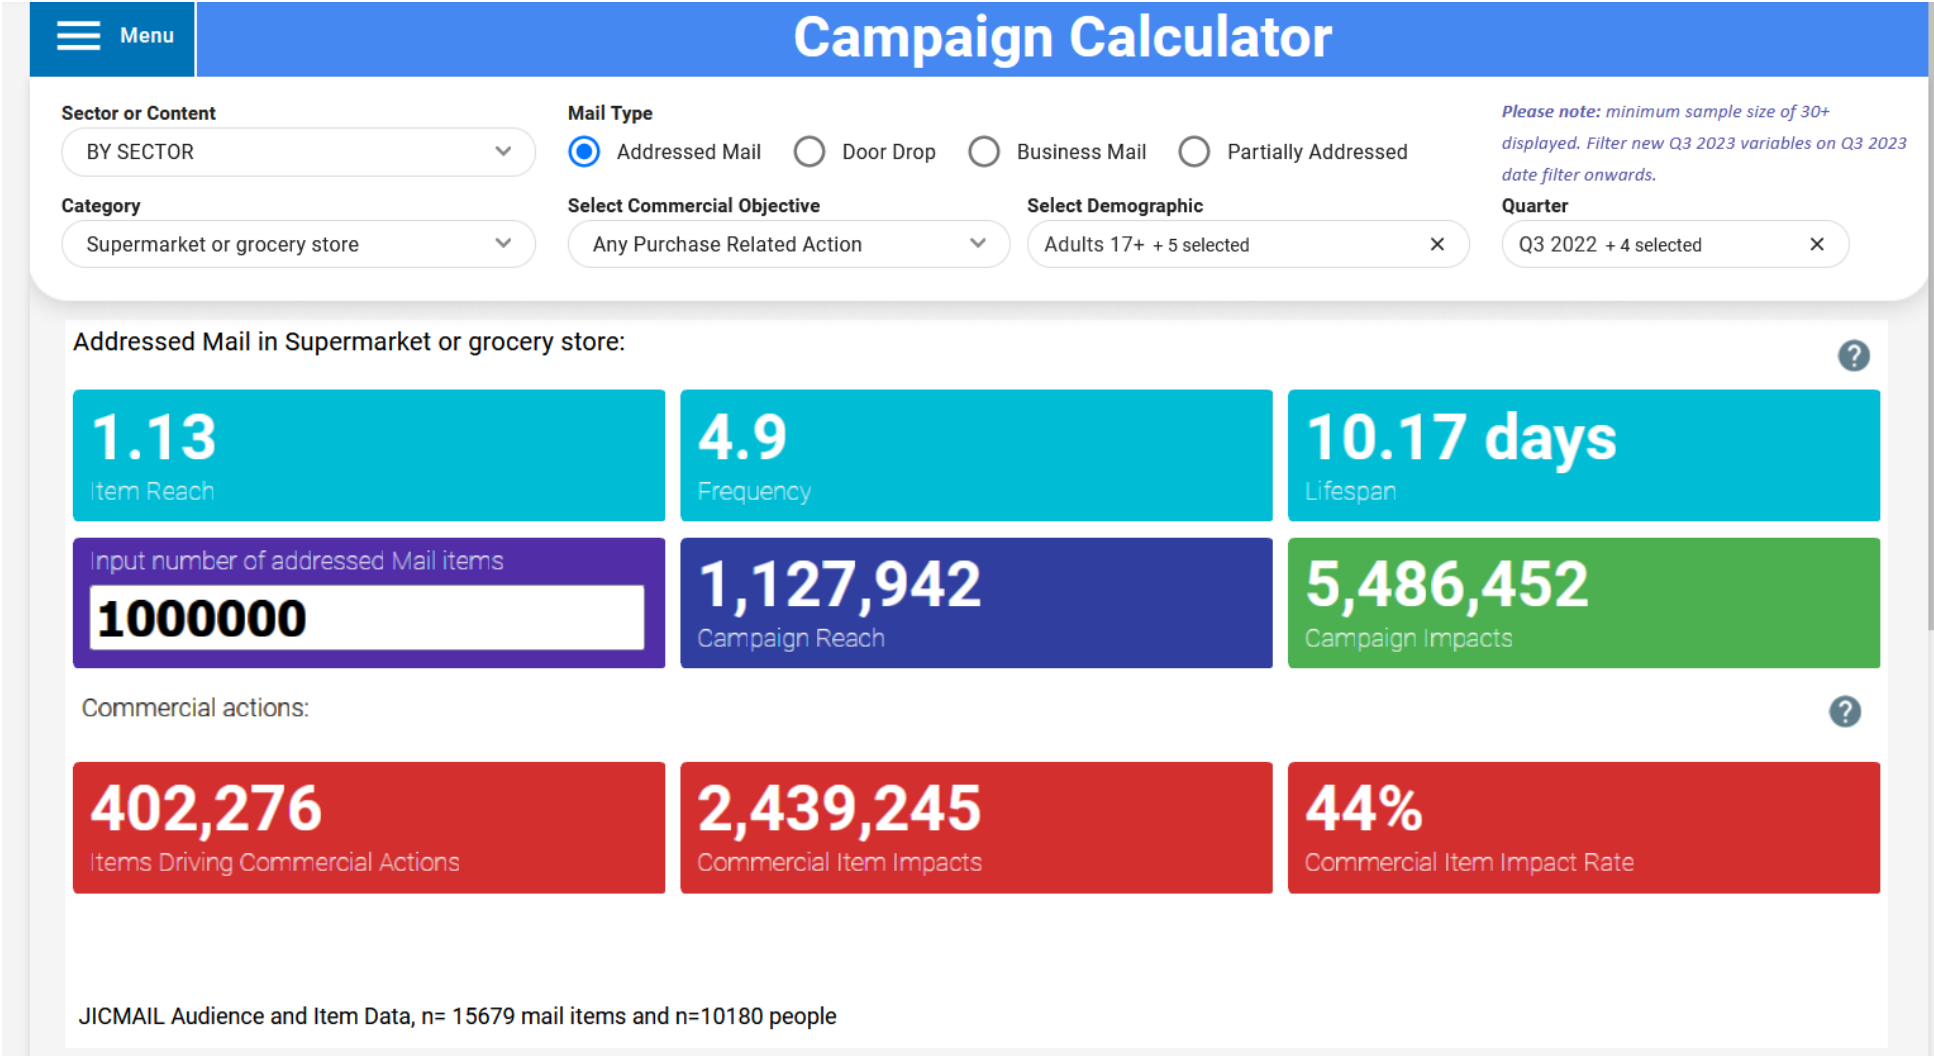 Menu
Campaign Calculator
Sector or Content
BY SECTOR
Mail Type
Addressed Mail
Door Drop
Business Mail
Partially Addressed
Please note: minimum sample size of 30+
displayed. Filter new Q3 2023 variables on Q3 2023
date filter onwards.
Category
Supermarket or grocery store
Select Commercial Objective
Any Purchase Related Action
Select Demographic
Adults 17+ + 5 selected
Quarter
Q3 2022 + 4 selected
Addressed Mail in Supermarket or grocery store:
?
1.13
Item Reach
4.9
Frequency
10.17 days
Lifespan
Input number of addressed Mail items
1000000
1,127,942
Campaign Reach
5,486,452
Campaign Impacts
Commercial actions:
?
402,276
Items Driving Commercial Actions
2,439,245
Commercial Item Impacts
44%
Commercial Item Impact Rate
JICMAIL Audience and Item Data, n= 15679 mail items and n=10180 people